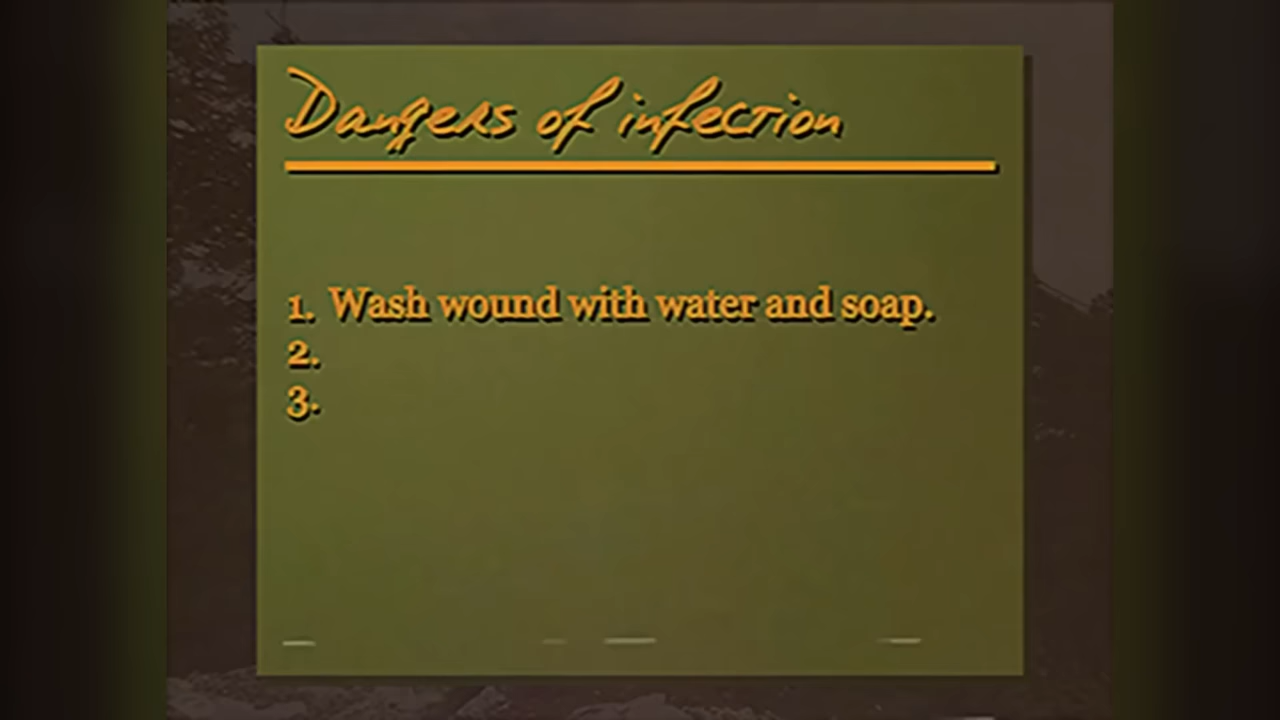 Dangers of infection
1. Wash wound with water and soap.
2.
3.